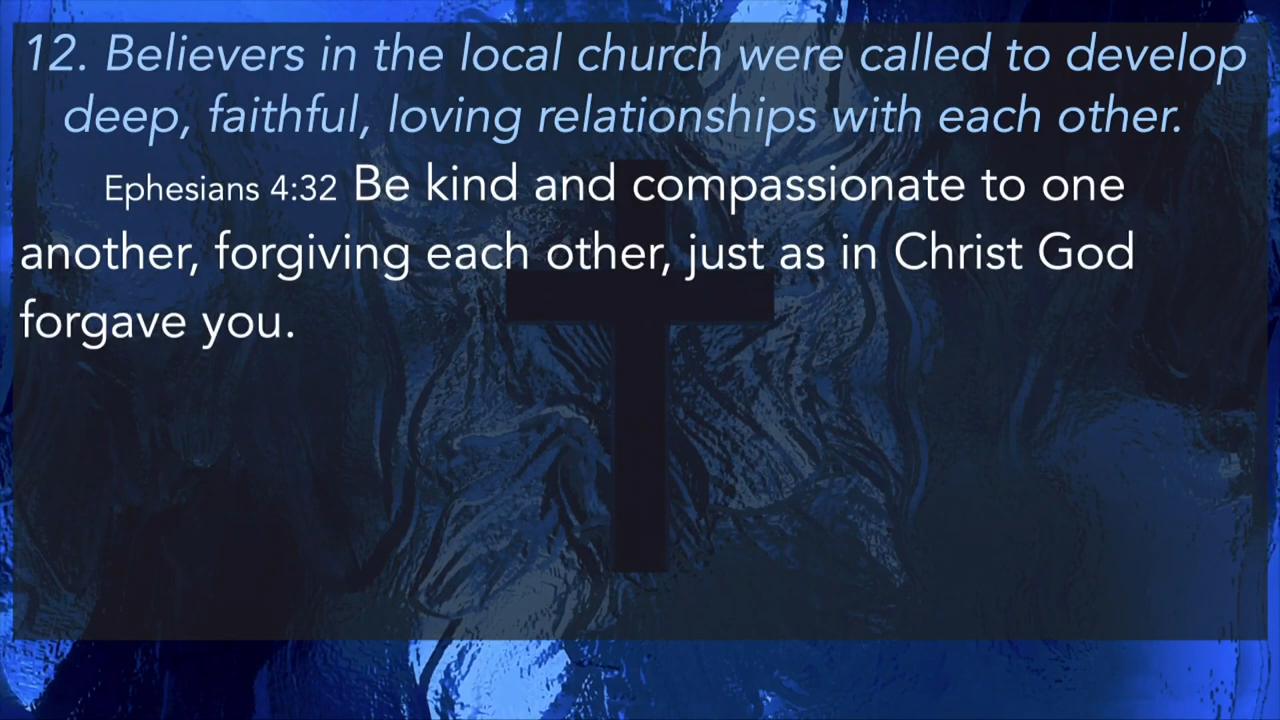 12. Believers in the local church were called to develop
deep, faithful, loving relationships with each other.
Ephesians 4:32 Be kind and compassionate to one
another, forgiving each other, just as in Christ God
forgave you.